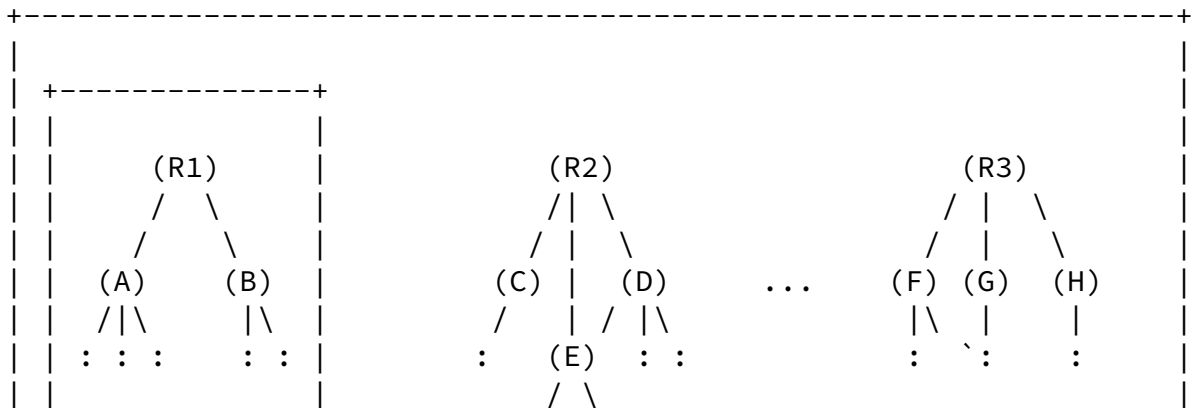 (R1) (R2) (R3)
(A) (B) (C) (D) ... (F) (G) (H)
: : : : : : (E) : : : `: :